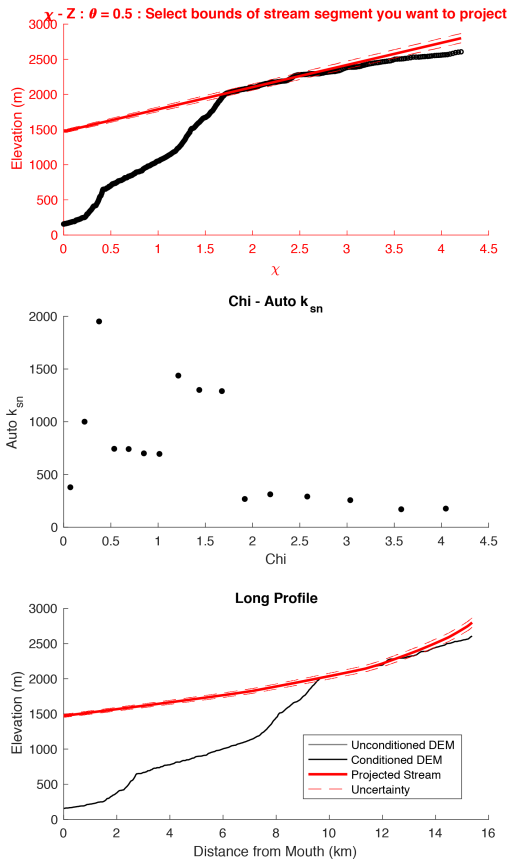 χ - Z : θ = 0.5 : Select bounds of stream segment you want to project
3000
2500
2000
1500
1000
500
0
Elevation (m)
0 0.5 1 1.5 2 2.5 3 3.5 4 4.5
χ
Chi - Auto k_sn
2000
1500
1000
500
0
Auto k_sn
0 0.5 1 1.5 2 2.5 3 3.5 4 4.5
Chi
Long Profile
3000
2500
2000
1500
1000
500
0
Elevation (m)
Unconditioned DEM
Conditioned DEM
Projected Stream
Uncertainty
0 2 4 6 8 10 12 14 16
Distance from Mouth (km)